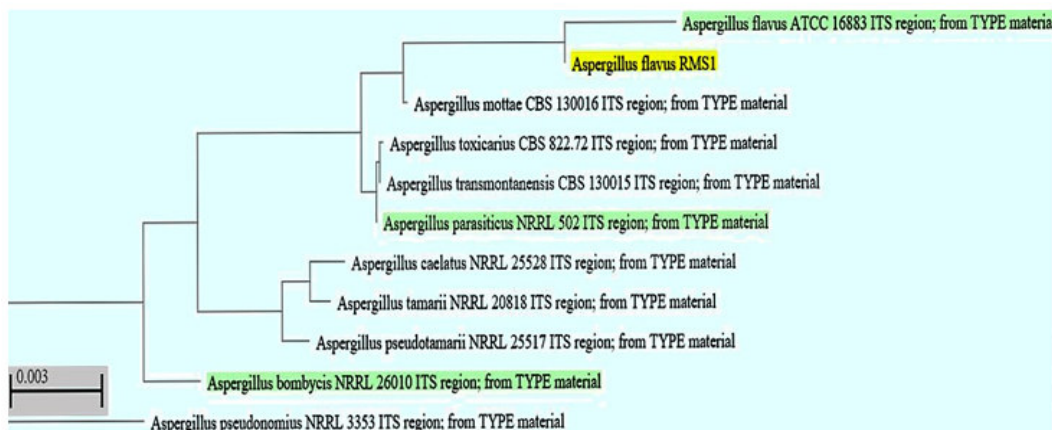 Aspergillus flavus ATCC 16883 ITS region; from TYPE materia
Aspergillus flavus RMS1
Aspergillus mottae CBS 130016 ITS region; from TYPE material
Aspergillus toxicarius CBS 822.72 ITS region; from TYPE material
Aspergillus transmontanensis CBS 130015 ITS region; from TYPE material
Aspergillus parasiticus NRRL 502 ITS region; from TYPE material
Aspergillus caelatus NRRL 25528 ITS region; from TYPE material
Aspergillus tamarii NRRL 20818 ITS region; from TYPE material
Aspergillus pseudotamarii NRRL 25517 ITS region; from TYPE material
0.003
Aspergillus bombycis NRRL 26010 ITS region; from TYPE material
Aspergillus pseudonomius NRRL 3353 ITS region; from TYPE material